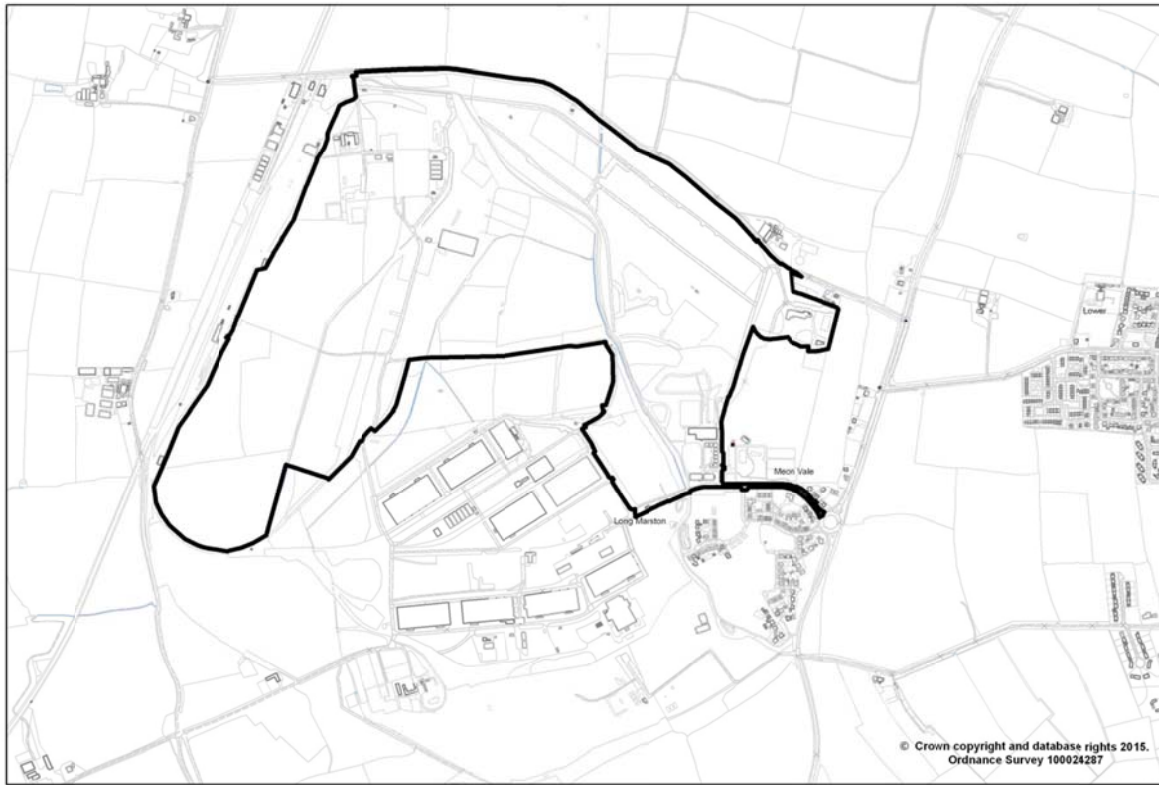 Lower
Meon Vale
Long Marston
© Crown copyright and database rights 2015.
Ordnance Survey 100024287